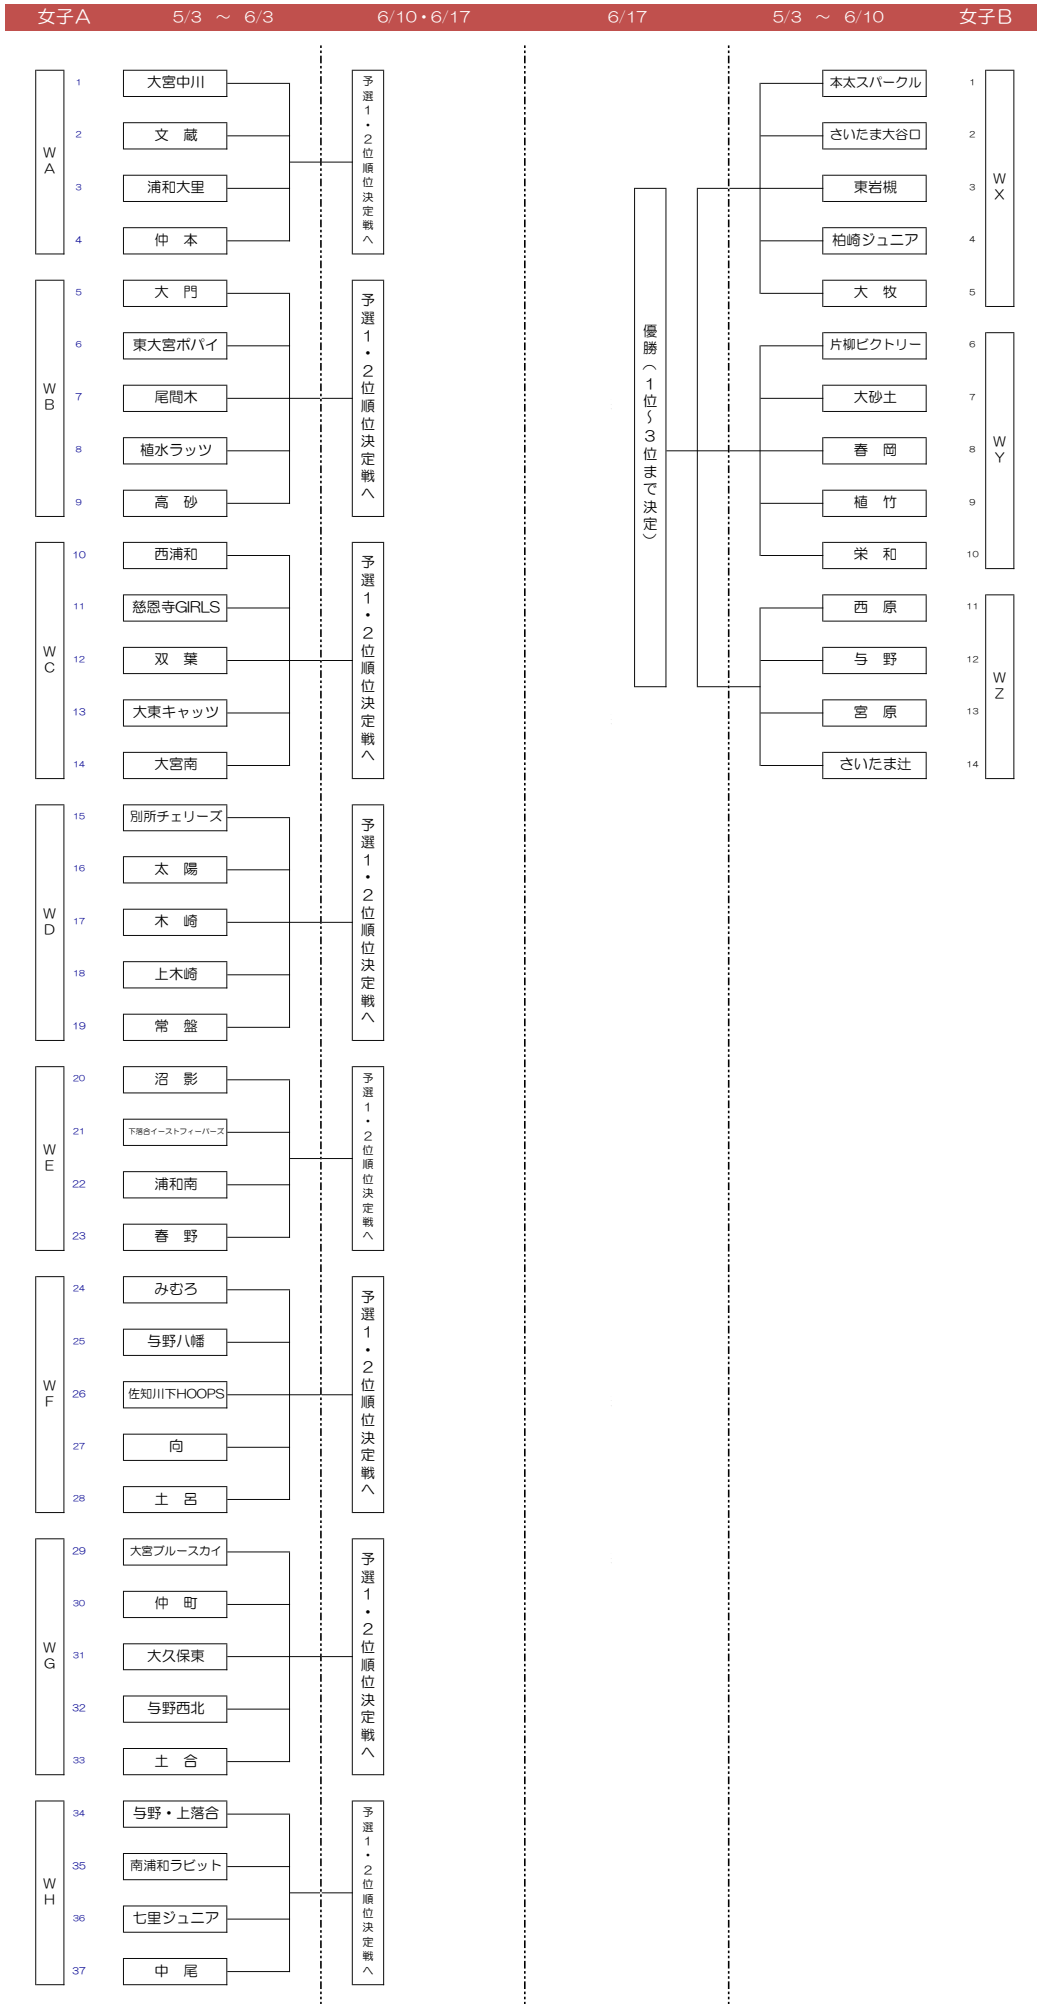 女子A 5/3 ～ 6/3 6/10・6/17 6/17 5/3 ～ 6/10 女子B
WA
1 大宮中川
2 文 蔵
3 浦和大里
4 仲 本
予選1・2位順位決定戦へ
WB
5 大 門
6 東大宮ポパイ
7 尾間木
8 植水ラッツ
9 高 砂
予選1・2位順位決定戦へ
WC
10 西浦和
11 慈恩寺GIRLS
12 双 葉
13 大東キャッツ
14 大宮南
予選1・2位順位決定戦へ
WD
15 別所チェリーズ
16 太 陽
17 木 崎
18 上木崎
19 常 盤
予選1・2位順位決定戦へ
WE
20 沼 影
21 下落合イーストフィーバーズ
22 浦和南
23 春 野
予選1・2位順位決定戦へ
WF
24 みむろ
25 与野八幡
26 佐知川下HOOPS
27 向
28 土 呂
予選1・2位順位決定戦へ
WG
29 大宮ブルースカイ
30 仲 町
31 大久保東
32 与野西北
33 土 合
予選1・2位順位決定戦へ
WH
34 与野・上落合
35 南浦和ラビット
36 七里ジュニア
37 中 尾
予選1・2位順位決定戦へ
優勝（1位～3位まで決定）
本太スパークル 1
さいたま大谷口 2
東岩槻 3
柏崎ジュニア 4
大 牧 5
WX
片柳ビクトリー 6
大砂土 7
春 岡 8
植 竹 9
栄 和 10
WY
西 原 11
与 野 12
宮 原 13
さいたま辻 14
WZ